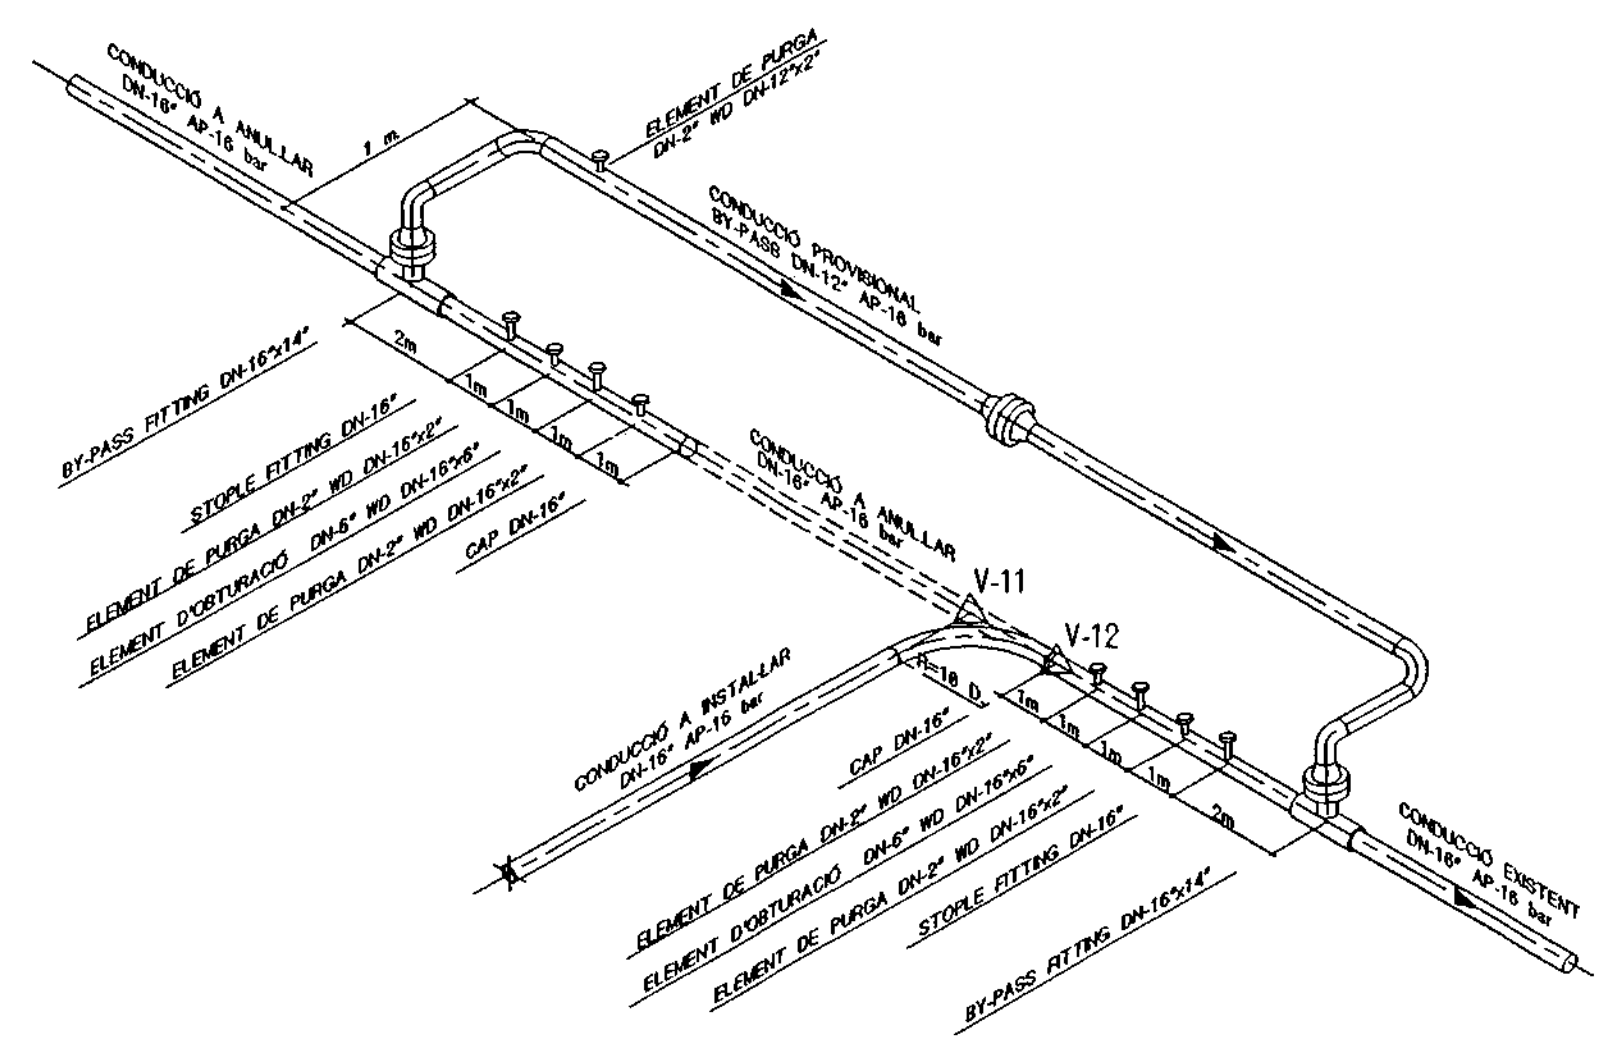 CONDUCCIÓ A ANUL.LAR
DN-16" AP-16 bar
1 m.
ELEMENT DE PURGA
DN-2" WD DN-12"x2"
CONDUCCIÓ PROVISIONAL
BY-PASB DN-12" AP-16 bar
BY-PASS FITTING DN-16"x14"
2m
1m
1m
1m
1m
STOPLE FITTING DN-16"
ELEMENT DE PURGA DN-2" WD DN-16"x2"
ELEMENT D'OBTURACIÓ DN-6" WD DN-16"x6"
ELEMENT DE PURGA DN-2" WD DN-16"x2"
CAP DN-16"
CONDUCCIÓ A ANUL.LAR
DN-16" AP-16 bar
V-11
V-12
CONDUCCIÓ A INSTAL·LAR
DN-16" AP-16 bar
R=10 D.
1m
1m
1m
1m
2m
CAP DN-16"
ELEMENT DE PURGA DN-2" WD DN-16"x2"
ELEMENT D'OBTURACIÓ DN-6" WD DN-16"x6"
ELEMENT DE PURGA DN-2" WD DN-16"x2"
STOPLE FITTING DN-16"
BY-PASS FITTING DN-16"x14"
CONDUCCIÓ EXISTENT
DN-16" AP-16 bar